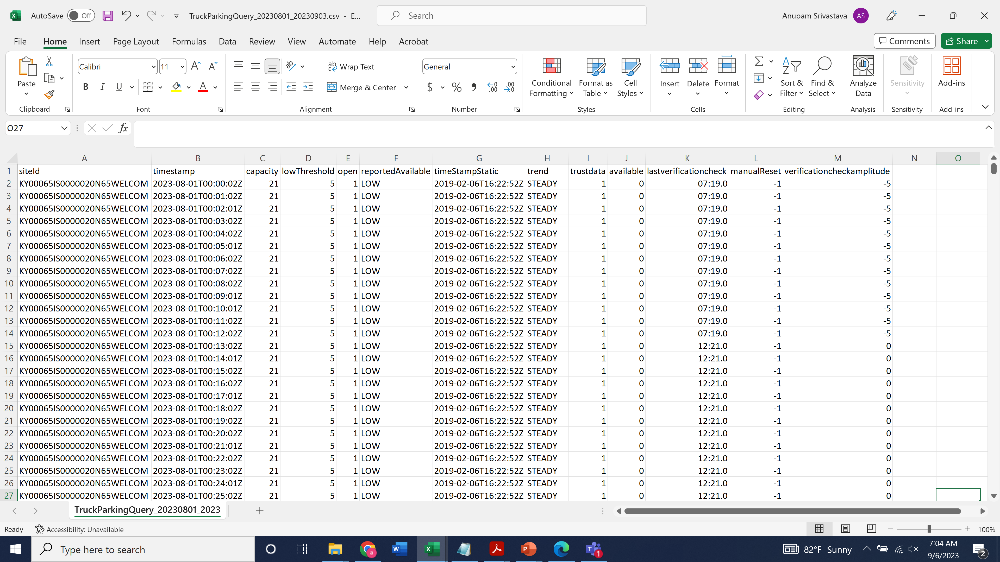 AutoSave Off TruckParkingQuery_20230801_20230903.csv - E... Search Anupam Srivastava AS
File Home Insert Page Layout Formulas Data Review View Automate Help Acrobat Comments Share
Paste Calibri 11 Wrap Text General Conditional Formatting Format as Table Cell Styles Insert Delete Format Sort & Filter Find & Select Analyze Data Sensitivity Add-ins
B I U Merge & Center $ %
Clipboard Font Alignment Number Styles Cells Editing Analysis Sensitivity Add-ins
O27 fx
A B C D E F G H I J K L M N O
1 siteId timestamp capacity lowThreshold open reportedAvailable timeStampStatic trend trustdata available lastverificationcheck manualReset verificationcheckamplitude
2 KY00065IS0000020N65WELCOM 2023-08-01T00:00:02Z 21 5 1 LOW 2019-02-06T16:22:52Z STEADY 1 0 07:19.0 -1 -5
3 KY00065IS0000020N65WELCOM 2023-08-01T00:01:02Z 21 5 1 LOW 2019-02-06T16:22:52Z STEADY 1 0 07:19.0 -1 -5
4 KY00065IS0000020N65WELCOM 2023-08-01T00:02:01Z 21 5 1 LOW 2019-02-06T16:22:52Z STEADY 1 0 07:19.0 -1 -5
5 KY00065IS0000020N65WELCOM 2023-08-01T00:03:02Z 21 5 1 LOW 2019-02-06T16:22:52Z STEADY 1 0 07:19.0 -1 -5
6 KY00065IS0000020N65WELCOM 2023-08-01T00:04:02Z 21 5 1 LOW 2019-02-06T16:22:52Z STEADY 1 0 07:19.0 -1 -5
7 KY00065IS0000020N65WELCOM 2023-08-01T00:05:01Z 21 5 1 LOW 2019-02-06T16:22:52Z STEADY 1 0 07:19.0 -1 -5
8 KY00065IS0000020N65WELCOM 2023-08-01T00:06:02Z 21 5 1 LOW 2019-02-06T16:22:52Z STEADY 1 0 07:19.0 -1 -5
9 KY00065IS0000020N65WELCOM 2023-08-01T00:07:02Z 21 5 1 LOW 2019-02-06T16:22:52Z STEADY 1 0 07:19.0 -1 -5
10 KY00065IS0000020N65WELCOM 2023-08-01T00:08:02Z 21 5 1 LOW 2019-02-06T16:22:52Z STEADY 1 0 07:19.0 -1 -5
11 KY00065IS0000020N65WELCOM 2023-08-01T00:09:01Z 21 5 1 LOW 2019-02-06T16:22:52Z STEADY 1 0 07:19.0 -1 -5
12 KY00065IS0000020N65WELCOM 2023-08-01T00:10:01Z 21 5 1 LOW 2019-02-06T16:22:52Z STEADY 1 0 07:19.0 -1 -5
13 KY00065IS0000020N65WELCOM 2023-08-01T00:11:02Z 21 5 1 LOW 2019-02-06T16:22:52Z STEADY 1 0 07:19.0 -1 -5
14 KY00065IS0000020N65WELCOM 2023-08-01T00:12:02Z 21 5 1 LOW 2019-02-06T16:22:52Z STEADY 1 0 07:19.0 -1 -5
15 KY00065IS0000020N65WELCOM 2023-08-01T00:13:02Z 21 5 1 LOW 2019-02-06T16:22:52Z STEADY 1 0 12:21.0 -1 0
16 KY00065IS0000020N65WELCOM 2023-08-01T00:14:01Z 21 5 1 LOW 2019-02-06T16:22:52Z STEADY 1 0 12:21.0 -1 0
17 KY00065IS0000020N65WELCOM 2023-08-01T00:15:02Z 21 5 1 LOW 2019-02-06T16:22:52Z STEADY 1 0 12:21.0 -1 0
18 KY00065IS0000020N65WELCOM 2023-08-01T00:16:02Z 21 5 1 LOW 2019-02-06T16:22:52Z STEADY 1 0 12:21.0 -1 0
19 KY00065IS0000020N65WELCOM 2023-08-01T00:17:01Z 21 5 1 LOW 2019-02-06T16:22:52Z STEADY 1 0 12:21.0 -1 0
20 KY00065IS0000020N65WELCOM 2023-08-01T00:18:02Z 21 5 1 LOW 2019-02-06T16:22:52Z STEADY 1 0 12:21.0 -1 0
21 KY00065IS0000020N65WELCOM 2023-08-01T00:19:02Z 21 5 1 LOW 2019-02-06T16:22:52Z STEADY 1 0 12:21.0 -1 0
22 KY00065IS0000020N65WELCOM 2023-08-01T00:20:02Z 21 5 1 LOW 2019-02-06T16:22:52Z STEADY 1 0 12:21.0 -1 0
23 KY00065IS0000020N65WELCOM 2023-08-01T00:21:01Z 21 5 1 LOW 2019-02-06T16:22:52Z STEADY 1 0 12:21.0 -1 0
24 KY00065IS0000020N65WELCOM 2023-08-01T00:22:02Z 21 5 1 LOW 2019-02-06T16:22:52Z STEADY 1 0 12:21.0 -1 0
25 KY00065IS0000020N65WELCOM 2023-08-01T00:23:02Z 21 5 1 LOW 2019-02-06T16:22:52Z STEADY 1 0 12:21.0 -1 0
26 KY00065IS0000020N65WELCOM 2023-08-01T00:24:01Z 21 5 1 LOW 2019-02-06T16:22:52Z STEADY 1 0 12:21.0 -1 0
27 KY00065IS0000020N65WELCOM 2023-08-01T00:25:02Z 21 5 1 LOW 2019-02-06T16:22:52Z STEADY 1 0 12:21.0 -1 0
TruckParkingQuery_20230801_2023
Ready Accessibility: Unavailable 100%
Type here to search 82°F Sunny 7:04 AM
9/6/2023 2